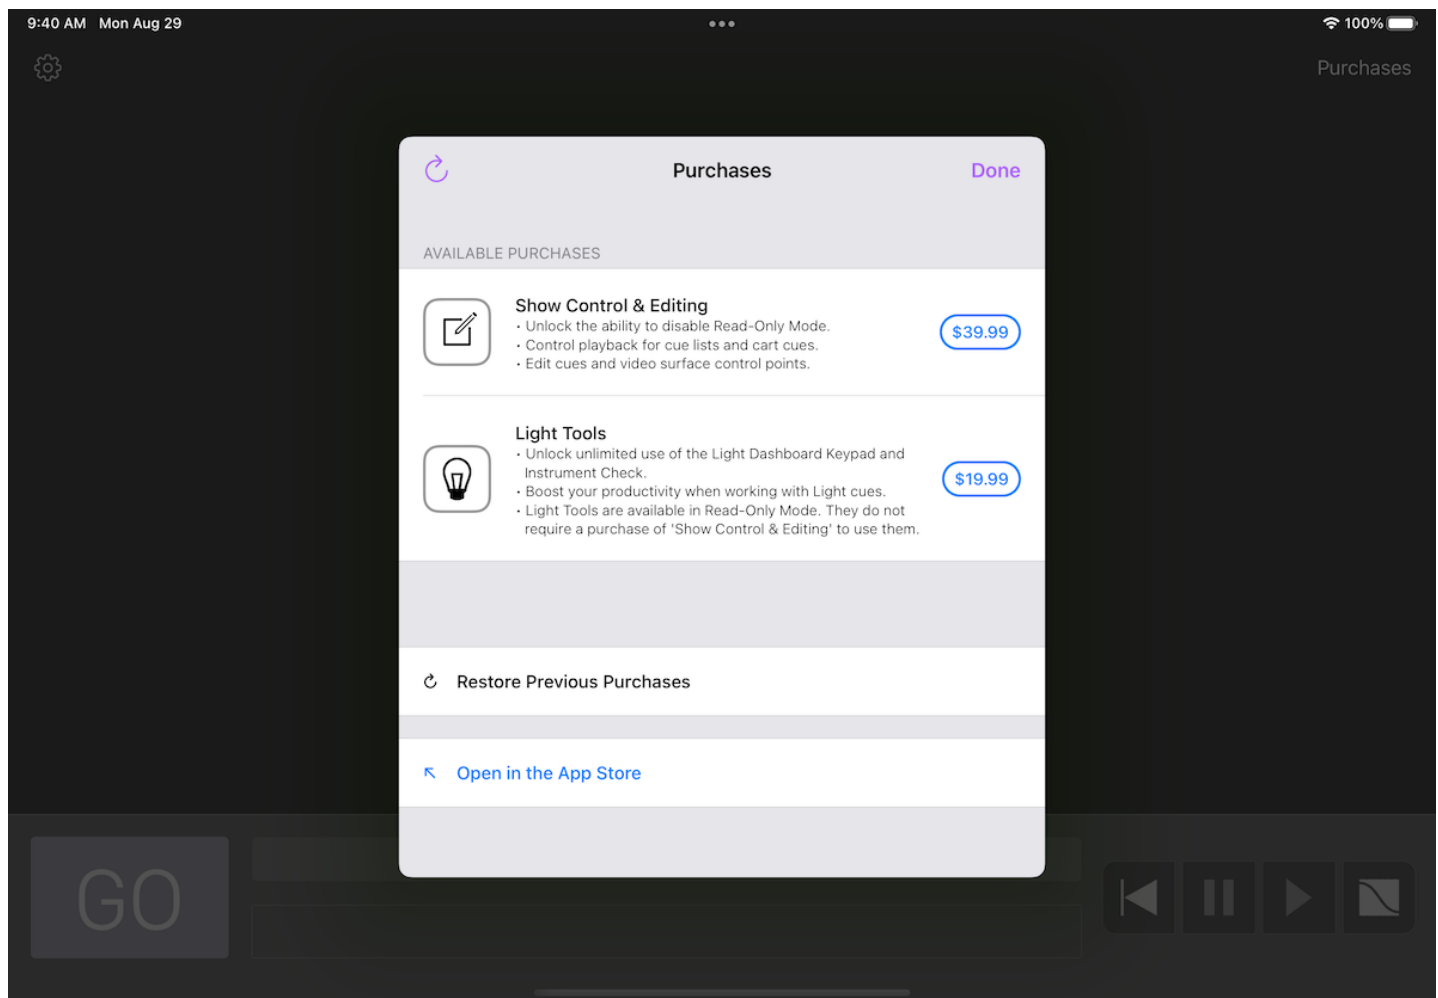 9:40 AM Mon Aug 29
100%
Purchases
Purchases
Done
AVAILABLE PURCHASES
Show Control & Editing
• Unlock the ability to disable Read-Only Mode.
• Control playback for cue lists and cart cues.
• Edit cues and video surface control points.
$39.99
Light Tools
• Unlock unlimited use of the Light Dashboard Keypad and
Instrument Check.
• Boost your productivity when working with Light cues.
• Light Tools are available in Read-Only Mode. They do not
require a purchase of 'Show Control & Editing' to use them.
$19.99
Restore Previous Purchases
Open in the App Store
GO